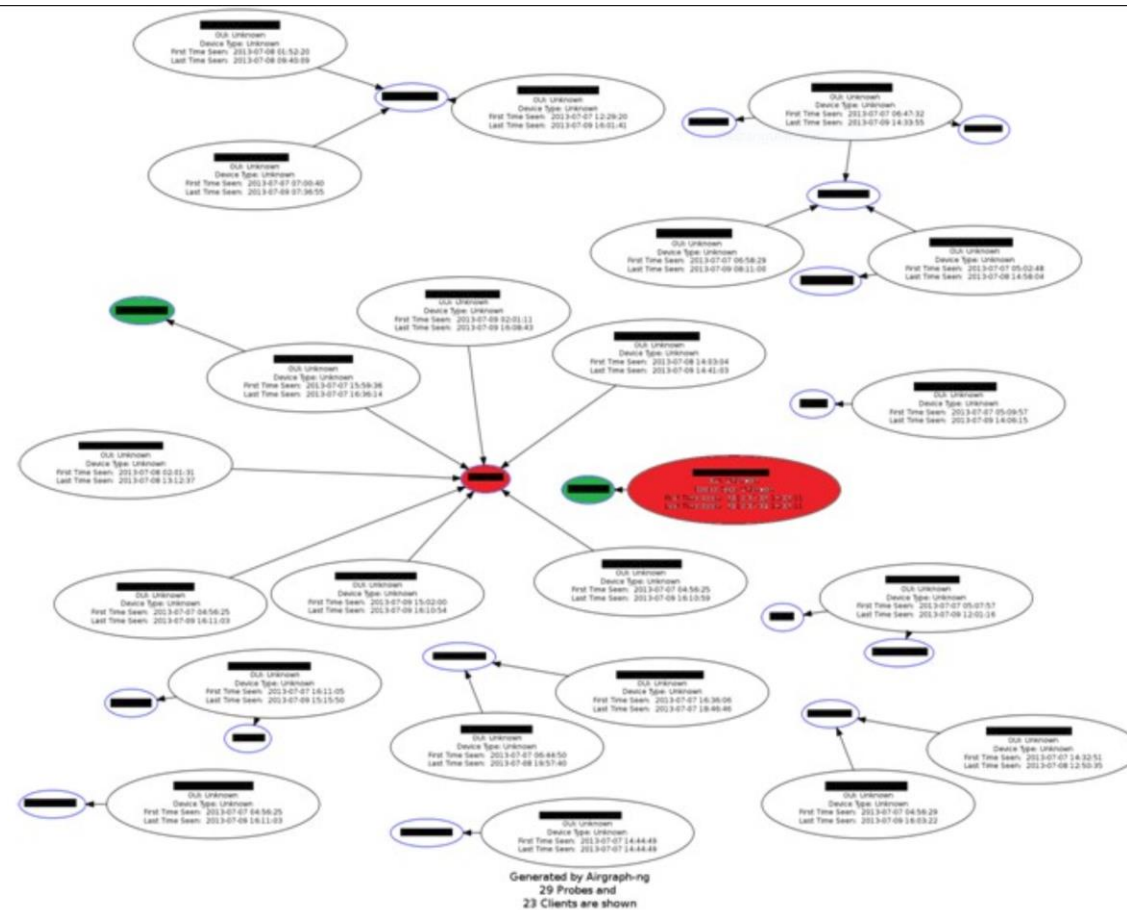 OUI: Unknown
Device Type: Unknown
First Time Seen: 2013-07-08 01:52:20
Last Time Seen: 2013-07-08 09:40:09
OUI: Unknown
Device Type: Unknown
First Time Seen: 2013-07-07 12:29:20
Last Time Seen: 2013-07-09 16:01:41
OUI: Unknown
Device Type: Unknown
First Time Seen: 2013-07-07 06:47:32
Last Time Seen: 2013-07-09 14:33:55
OUI: Unknown
Device Type: Unknown
First Time Seen: 2013-07-07 07:00:40
Last Time Seen: 2013-07-09 07:36:55
OUI: Unknown
Device Type: Unknown
First Time Seen: 2013-07-07 06:58:29
Last Time Seen: 2013-07-09 08:11:00
OUI: Unknown
Device Type: Unknown
First Time Seen: 2013-07-07 05:02:48
Last Time Seen: 2013-07-08 14:58:04
OUI: Unknown
Device Type: Unknown
First Time Seen: 2013-07-09 02:01:11
Last Time Seen: 2013-07-09 16:08:43
OUI: Unknown
Device Type: Unknown
First Time Seen: 2013-07-08 14:03:04
Last Time Seen: 2013-07-09 14:41:03
OUI: Unknown
Device Type: Unknown
First Time Seen: 2013-07-07 15:59:36
Last Time Seen: 2013-07-07 16:36:14
OUI: Unknown
Device Type: Unknown
First Time Seen: 2013-07-07 05:09:57
Last Time Seen: 2013-07-09 14:06:15
OUI: Unknown
Device Type: Unknown
First Time Seen: 2013-07-08 02:01:31
Last Time Seen: 2013-07-08 13:12:37
OUI: Unknown
Device Type: Unknown
First Time Seen: 2013-07-07 04:56:25
Last Time Seen: 2013-07-09 16:11:03
OUI: Unknown
Device Type: Unknown
First Time Seen: 2013-07-09 15:02:00
Last Time Seen: 2013-07-09 16:10:54
OUI: Unknown
Device Type: Unknown
First Time Seen: 2013-07-07 04:56:25
Last Time Seen: 2013-07-09 16:10:59
OUI: Unknown
Device Type: Unknown
First Time Seen: 2013-07-07 05:07:57
Last Time Seen: 2013-07-09 12:01:16
OUI: Unknown
Device Type: Unknown
First Time Seen: 2013-07-07 16:11:05
Last Time Seen: 2013-07-09 15:15:50
OUI: Unknown
Device Type: Unknown
First Time Seen: 2013-07-07 16:36:06
Last Time Seen: 2013-07-07 18:46:46
OUI: Unknown
Device Type: Unknown
First Time Seen: 2013-07-07 06:44:50
Last Time Seen: 2013-07-08 19:57:40
OUI: Unknown
Device Type: Unknown
First Time Seen: 2013-07-07 14:32:51
Last Time Seen: 2013-07-08 12:50:35
OUI: Unknown
Device Type: Unknown
First Time Seen: 2013-07-07 04:56:25
Last Time Seen: 2013-07-09 16:11:03
OUI: Unknown
Device Type: Unknown
First Time Seen: 2013-07-07 04:56:29
Last Time Seen: 2013-07-09 16:03:22
OUI: Unknown
Device Type: Unknown
First Time Seen: 2013-07-07 14:44:49
Last Time Seen: 2013-07-07 14:44:49
Generated by Airgraph-ng
29 Probes and
23 Clients are shown